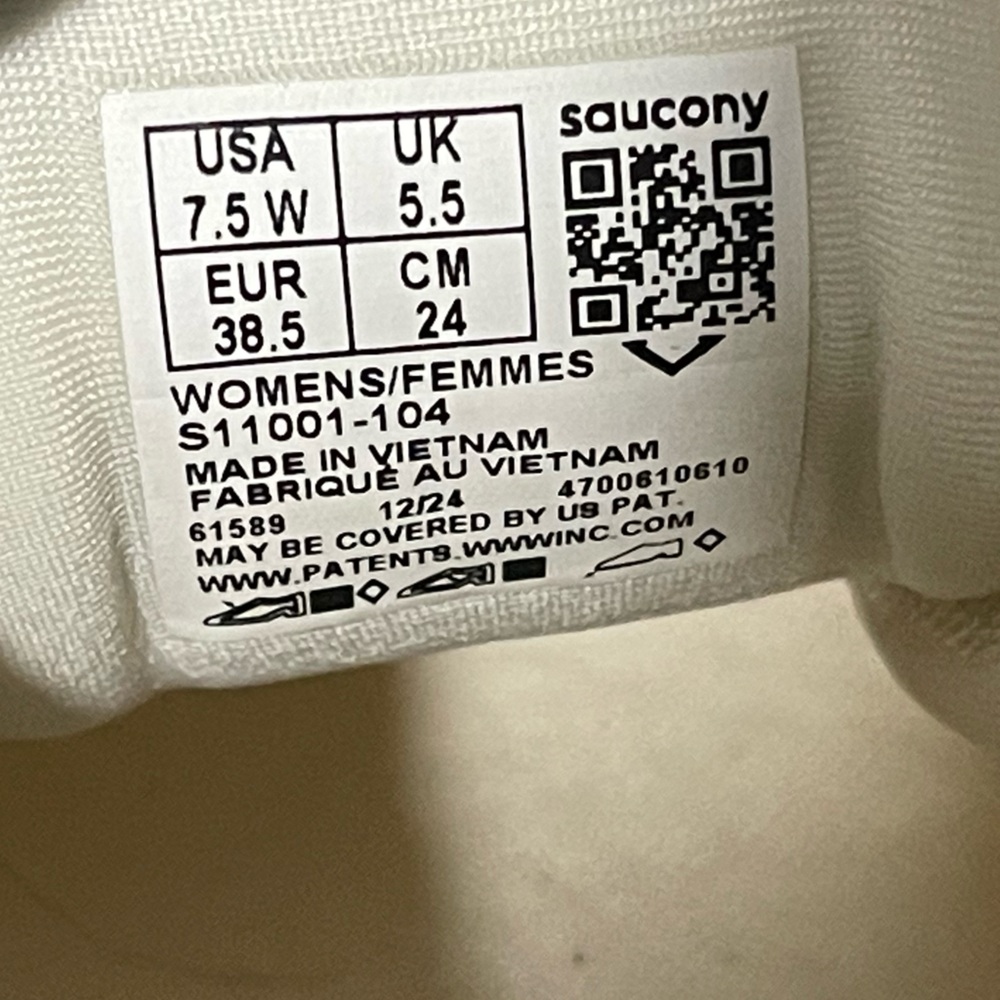 saucony
USA UK
7.5 W 5.5
EUR CM
38.5 24
WOMENS/FEMMES
S11001-104
MADE IN VIETNAM
FABRIQUÉ AU VIETNAM
61589 12/24 4700610610
MAY BE COVERED BY US PAT.
WWW.PATENTS.WWWINC.COM